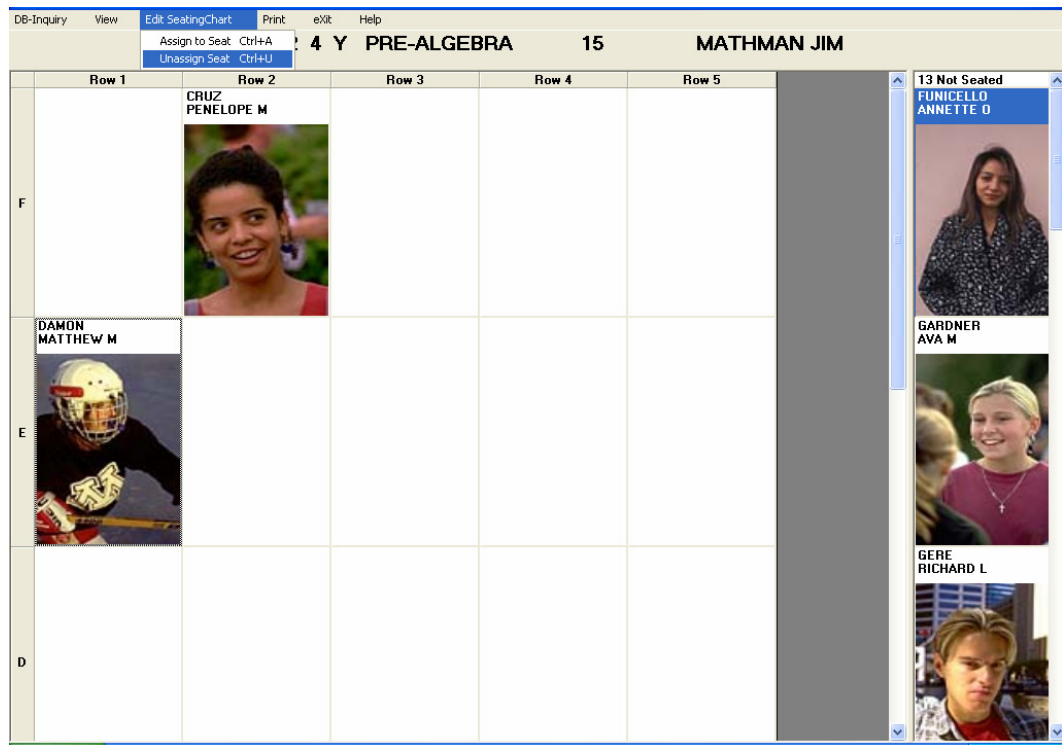 DB-Inquiry View Edit SeatingChart Print eXit Help
Assign to Seat Ctrl+A
Unassign Seat Ctrl+U
4 Y PRE-ALGEBRA 15 MATHMAN JIM
Row 1 Row 2 Row 3 Row 4 Row 5
13 Not Seated
F
CRUZ
PENELOPE M
FUNICELLO
ANNETTE O
E
DAMON
MATTHEW M
GARDNER
AVA M
D
GERE
RICHARD L